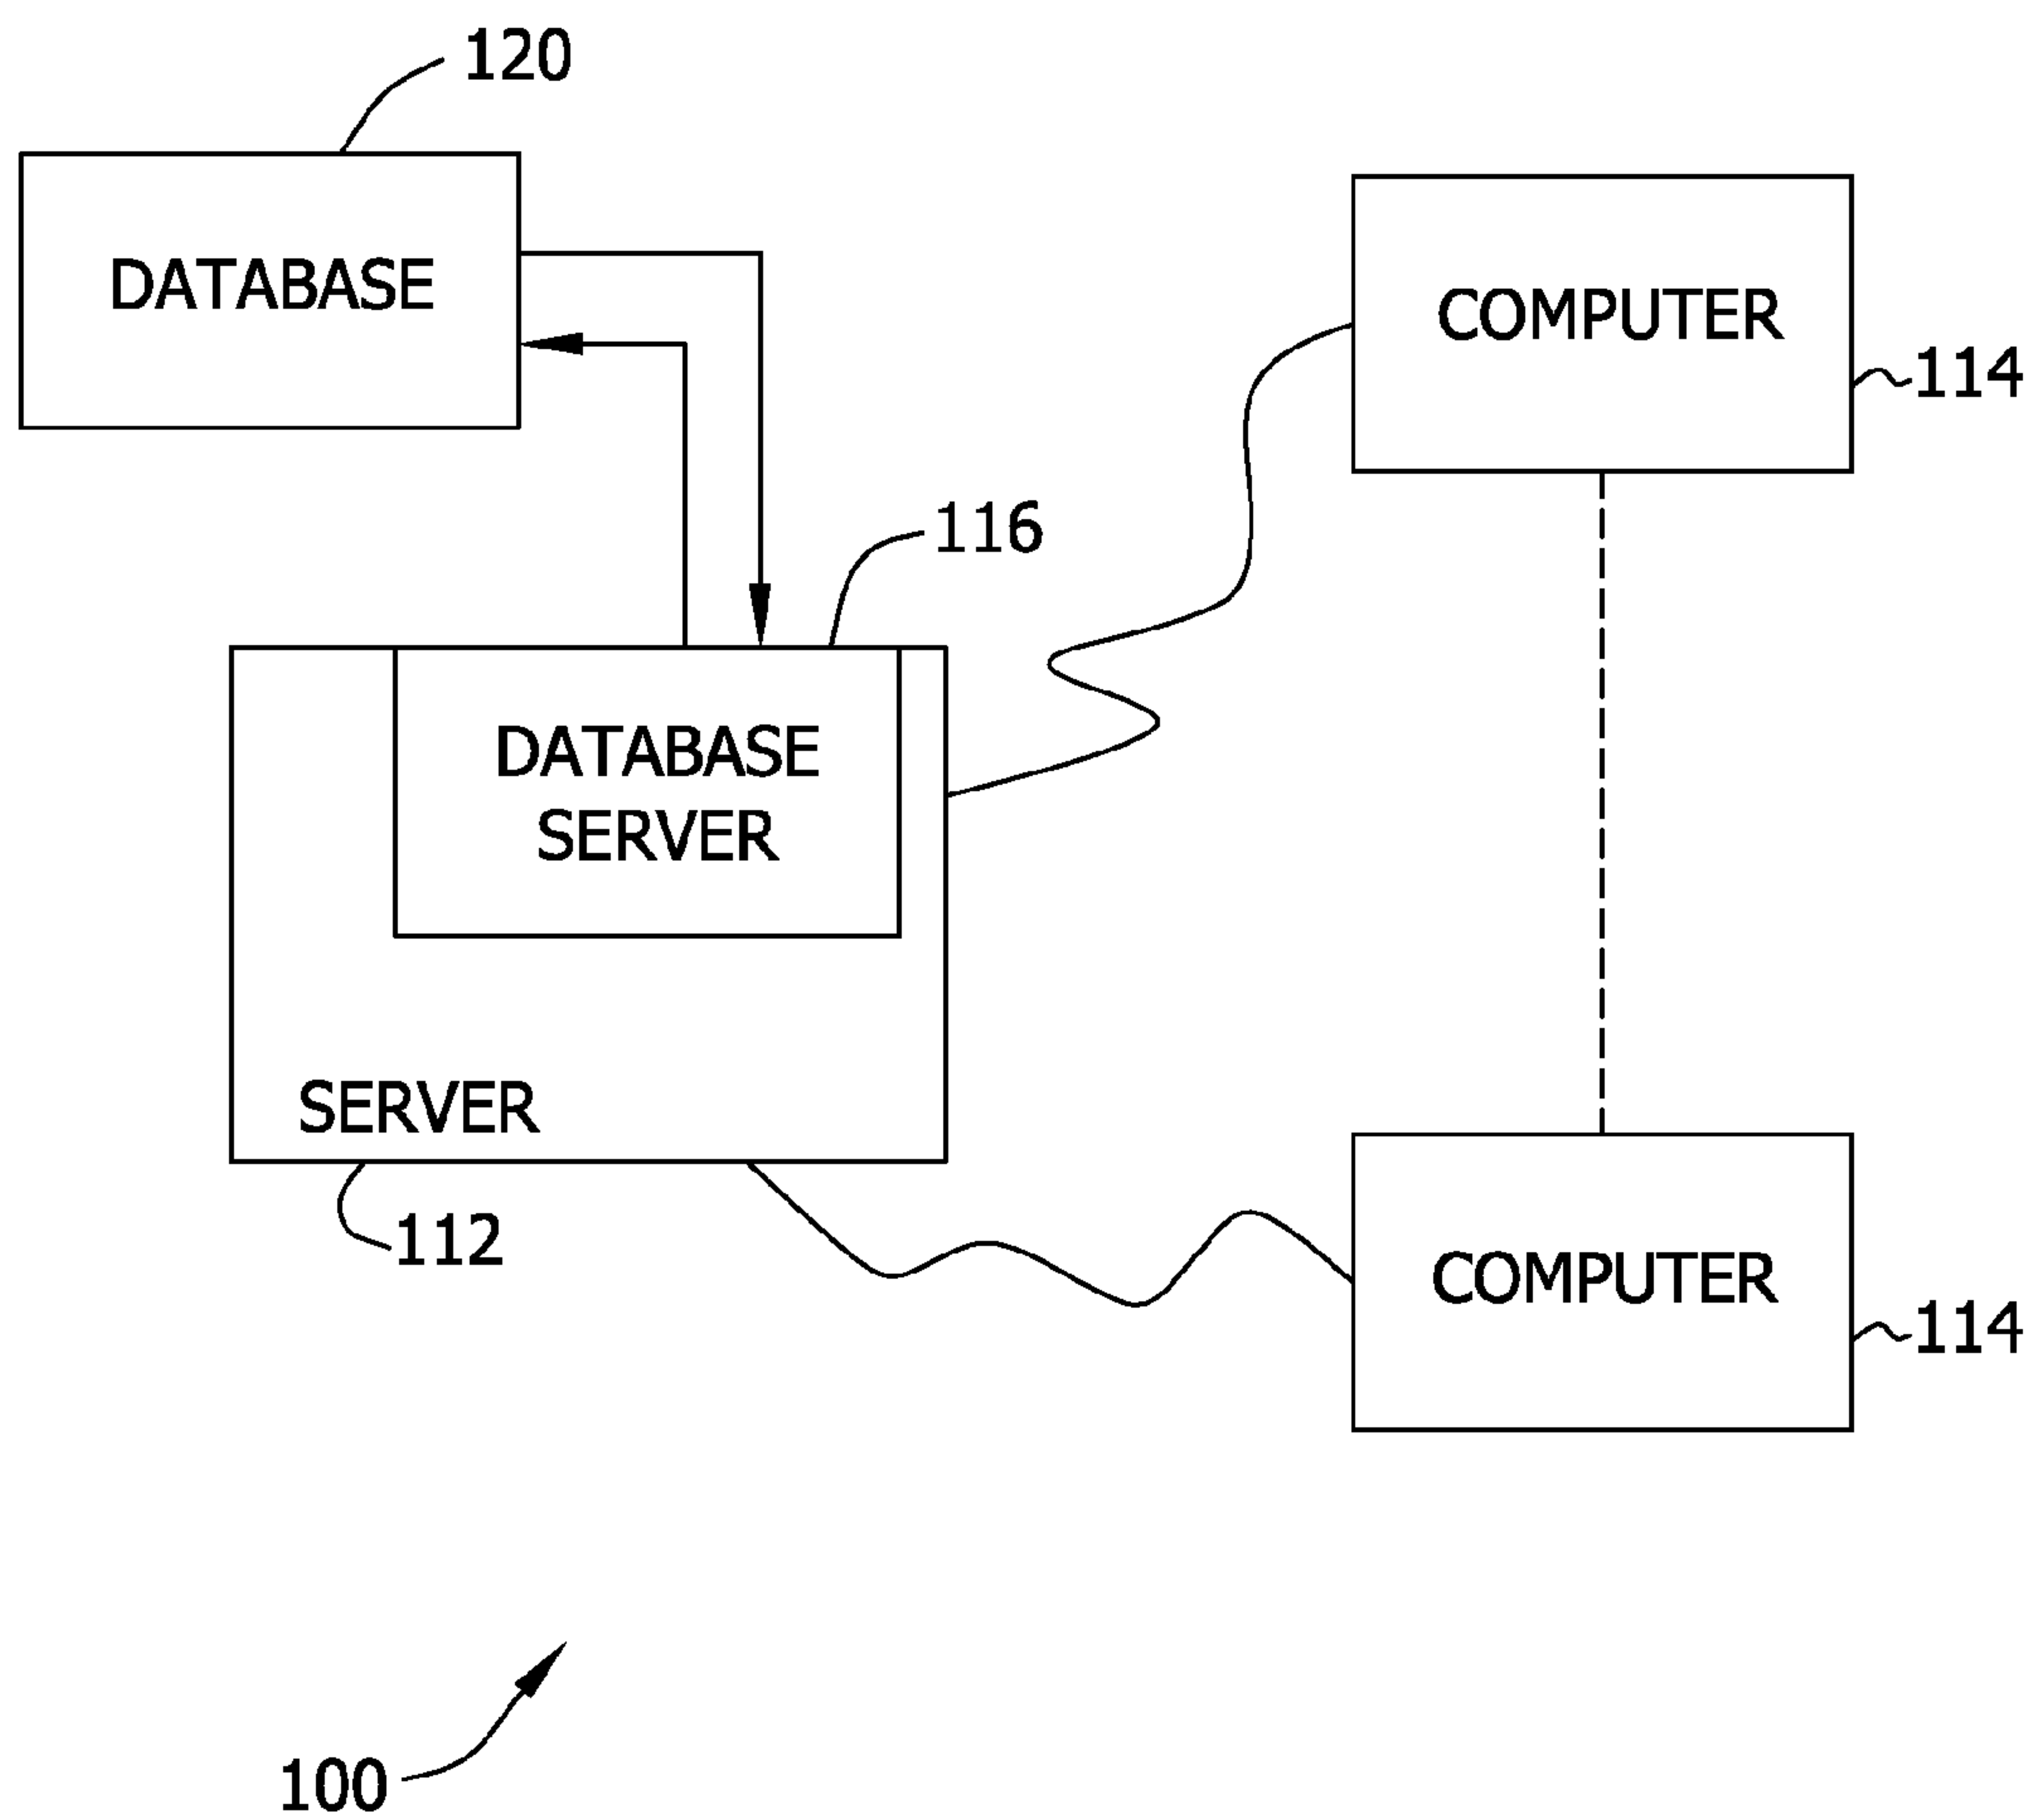 120
DATABASE
COMPUTER
114
116
DATABASE
SERVER
SERVER
112
COMPUTER
114
100